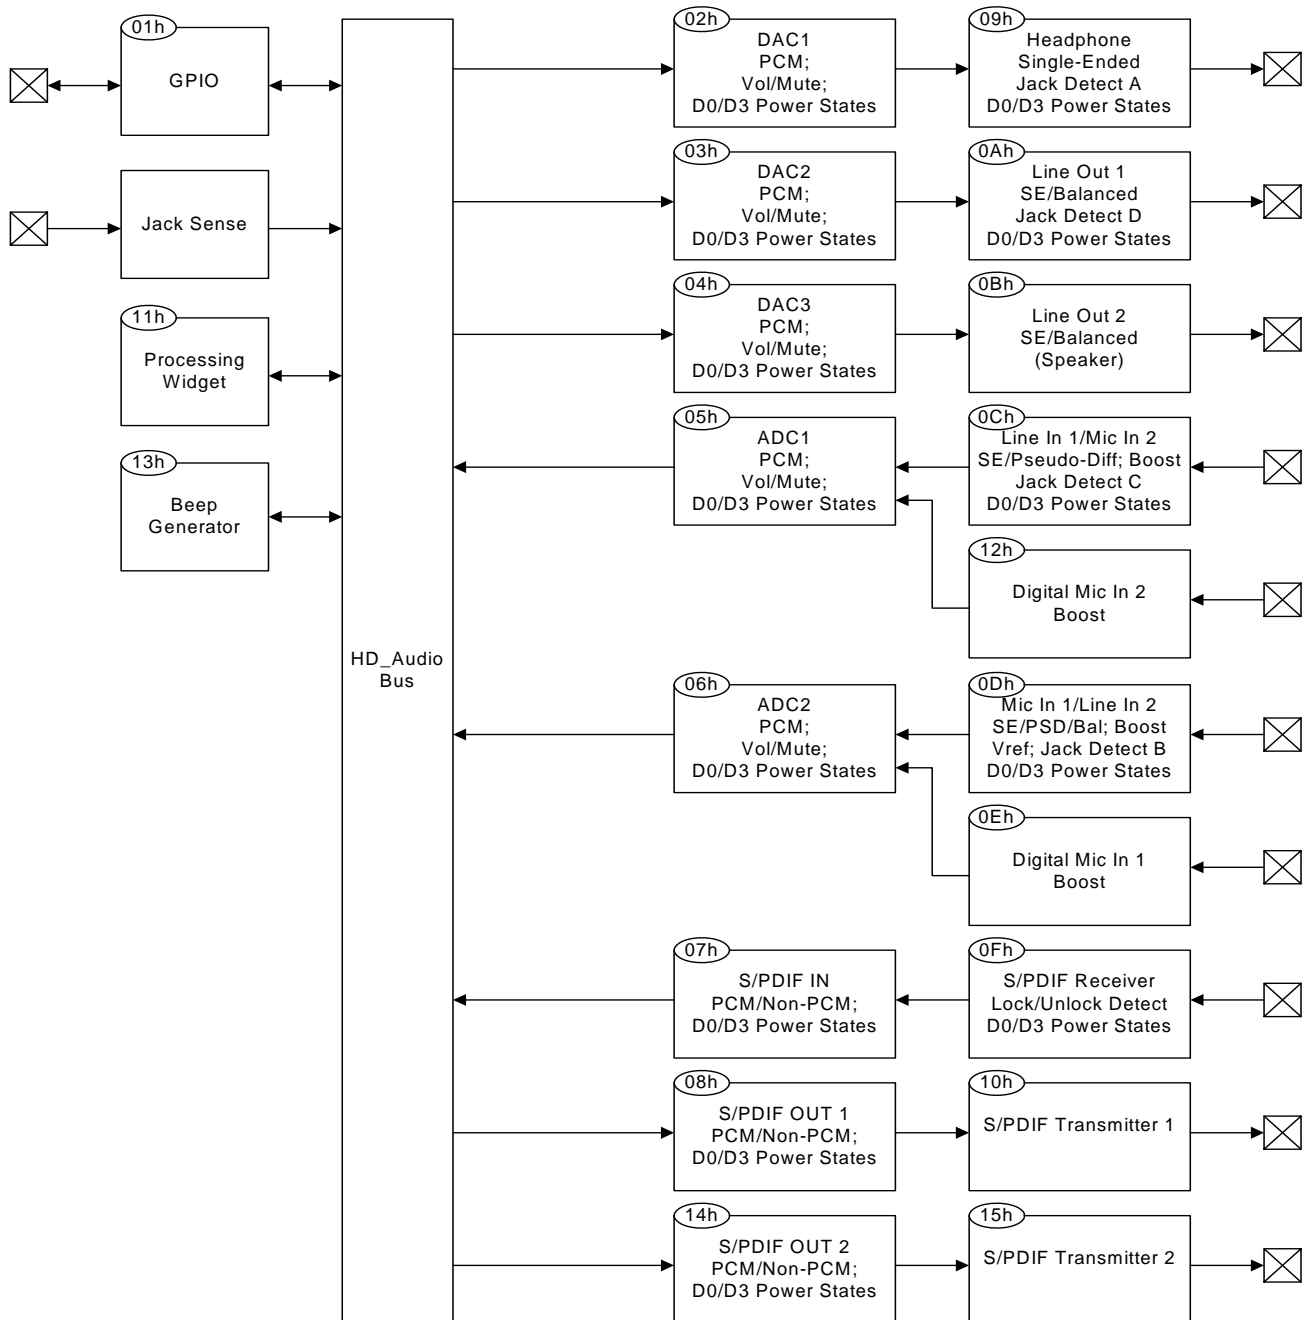 01h
GPIO
Jack Sense
11h
Processing
Widget
13h
Beep
Generator
HD_Audio
Bus
02h
DAC1
PCM;
Vol/Mute;
D0/D3 Power States
09h
Headphone
Single-Ended
Jack Detect A
D0/D3 Power States
03h
DAC2
PCM;
Vol/Mute;
D0/D3 Power States
0Ah
Line Out 1
SE/Balanced
Jack Detect D
D0/D3 Power States
04h
DAC3
PCM;
Vol/Mute;
D0/D3 Power States
0Bh
Line Out 2
SE/Balanced
(Speaker)
05h
ADC1
PCM;
Vol/Mute;
D0/D3 Power States
0Ch
Line In 1/Mic In 2
SE/Pseudo-Diff; Boost
Jack Detect C
D0/D3 Power States
12h
Digital Mic In 2
Boost
06h
ADC2
PCM;
Vol/Mute;
D0/D3 Power States
0Dh
Mic In 1/Line In 2
SE/PSD/Bal; Boost
Vref; Jack Detect B
D0/D3 Power States
0Eh
Digital Mic In 1
Boost
07h
S/PDIF IN
PCM/Non-PCM;
D0/D3 Power States
0Fh
S/PDIF Receiver
Lock/Unlock Detect
D0/D3 Power States
08h
S/PDIF OUT 1
PCM/Non-PCM;
D0/D3 Power States
10h
S/PDIF Transmitter 1
14h
S/PDIF OUT 2
PCM/Non-PCM;
D0/D3 Power States
15h
S/PDIF Transmitter 2